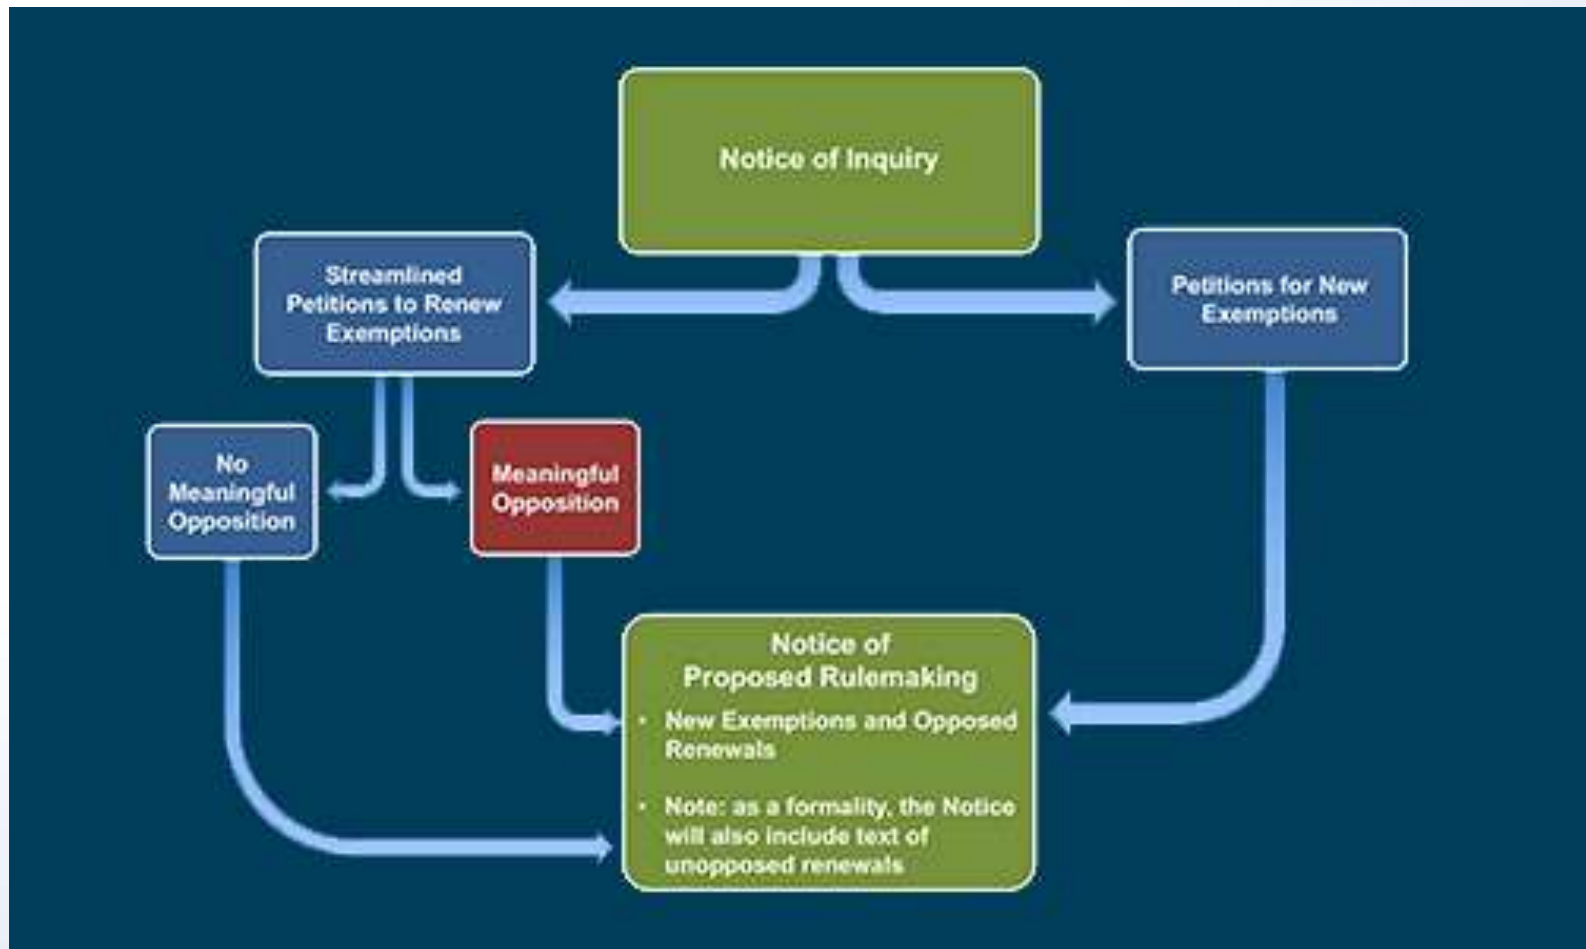 Notice of Inquiry
Streamlined
Petitions to Renew
Exemptions
Petitions for New
Exemptions
No
Meaningful
Opposition
Meaningful
Opposition
Notice of
Proposed Rulemaking
• New Exemptions and Opposed
Renewals
• Note: as a formality, the Notice
will also include text of
unopposed renewals